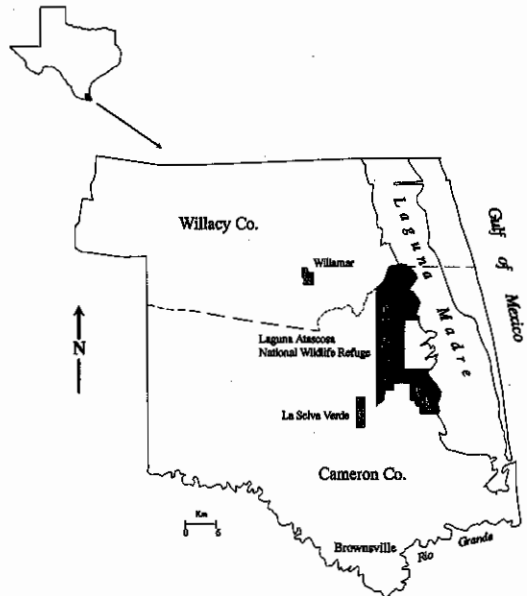 Willacy Co.
Laguna Madre
Gulf of Mexico
Willamar
N
Laguna Atascosa
National Wildlife Refuge
La Selva Verde
Cameron Co.
Km
0 6
Brownsville
Rio Grande